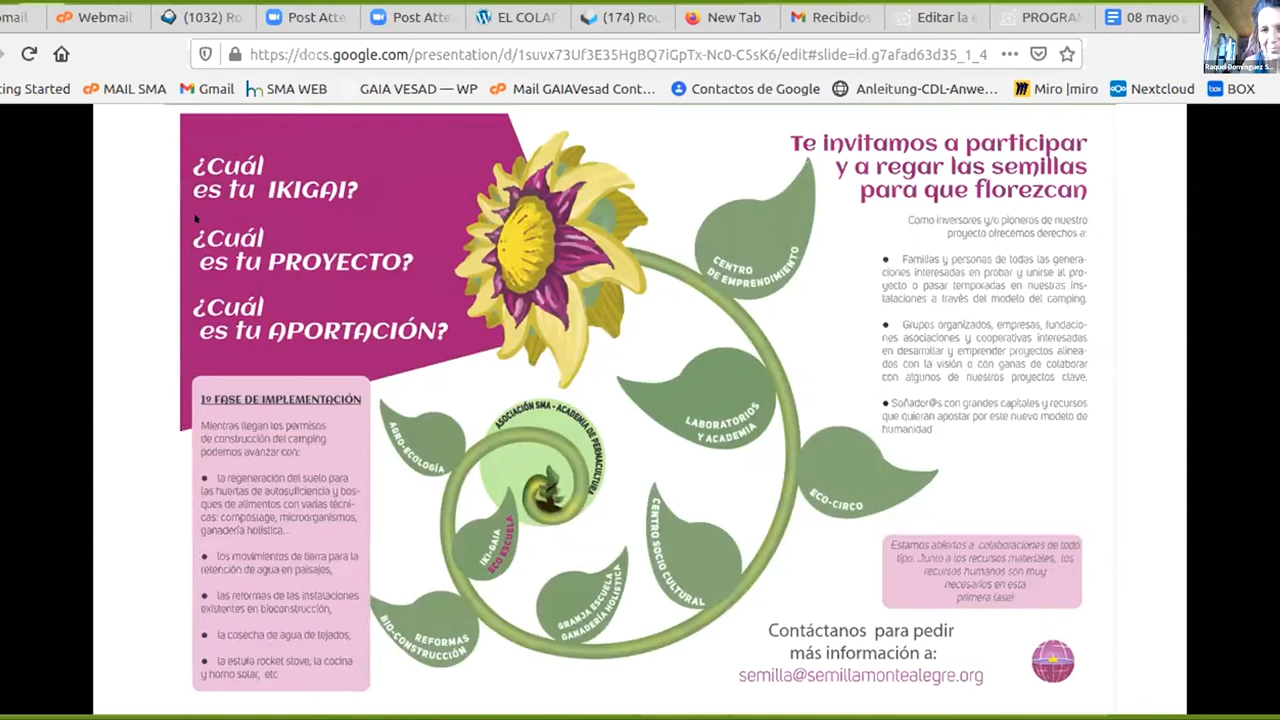 mail
Webmail
(1032) Ro
Post Atte
Post Atte
EL COLAF
(174) Rou
New Tab
Recibidos
Editar la e
PROGRAM
08 mayo
https://docs.google.com/presentation/d/1suvx73Uf3E35HgBQ7iGpTx-Nc0-C5sK6/edit#slide=id.g7afad63d35_1_4
ting Started
MAIL SMA
Gmail
SMA WEB
GAIA VESAD — WP
Mail GAIAVesad Cont...
Contactos de Google
Anleitung-CDL-Anwe...
Miro |miro
Nextcloud
BOX
Raquel Dominguez S...
¿Cuál
es tu IKIGAI?
¿Cuál
es tu PROYECTO?
¿Cuál
es tu APORTACIÓN?
1º FASE DE IMPLEMENTACIÓN
Mientras llegan los permisos
de construcción del camping
podemos avanzar con:
● la regeneración del suelo para
las huertas de autosuficiencia y bos-
ques de alimentos con varias técni-
cas: compostage, microorganismos,
ganadería holística...
● los movimientos de tierra para la
retención de agua en paisajes,
● las reformas de las instalaciones
existentes en bioconstrucción,
● la cosecha de agua de tejados,
● la estufa rocket stove, la cocina
y horno solar, etc
ASOCIACIÓN SMA - ACADEMIA DE PERMACULTURA
AGRO-ECOLOGÍA
IKI-GAIA
ECO ESCUELA
REFORMAS
BIO-CONSTRUCCIÓN
GRANJA ESCUELA
GANADERÍA HOLÍSTICA
CENTRO SOCIO CULTURAL
ECO-CIRCO
LABORATORIOS
Y ACADEMIA
CENTRO
DE EMPRENDIMIENTO
Te invitamos a participar
y a regar las semillas
para que florezcan
Como inversores y/o pioneros de nuestro
proyecto ofrecemos derechos a:
● Familias y personas de todas las genera-
ciones interesadas en probar y unirse al pro-
yecto o pasar temporadas en nuestras ins-
talaciones a través del modelo del camping.
● Grupos organizados, empresas, fundacio-
nes asociaciones y cooperativas interesadas
en desarrollar y emprender proyectos alinea-
dos con la visión o con ganas de colaborar
con algunos de nuestros proyectos clave.
● Soñador@s con grandes capitales y recursos
que quieran apostar por este nuevo modelo de
humanidad
Estamos abiertos a colaboraciones de todo
tipo. Junto a los recursos materiales, los
recursos humanos son muy
necesarios en esta
primera fase!
Contáctanos para pedir
más información a:
semilla@semillamontealegre.org